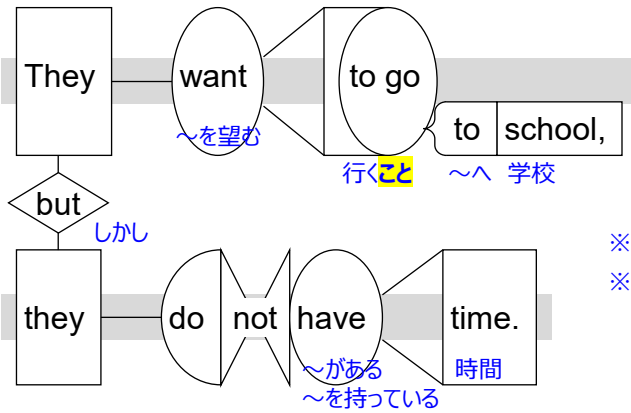 They want to go
to school,
～を望む
行くこと ～へ 学校
but
しかし
※
※
they do not have time.
～がある 時間
～を持っている